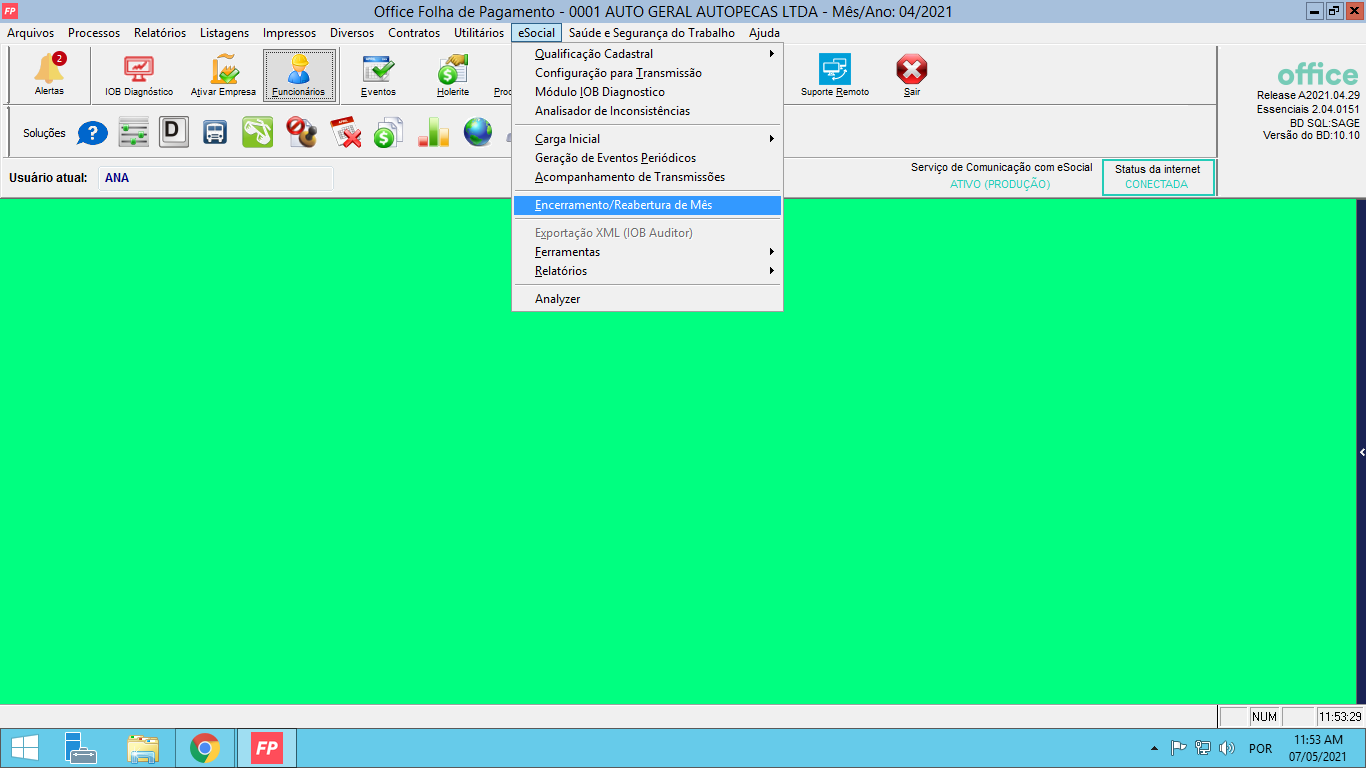 FP
Office Folha de Pagamento - 0001 AUTO GERAL AUTOPECAS LTDA - Mês/Ano: 04/2021
Arquivos Processos Relatórios Listagens Impressos Diversos Contratos Utilitários eSocial Saúde e Segurança do Trabalho Ajuda
2
Alertas
IOB Diagnóstico
Ativar Empresa
Funcionários
Eventos
Holerite
Suporte Remoto
Sair
office
Release A2021.04.29
Essenciais 2.04.0151
BD SQL:SAGE
Versão do BD:10.10
Soluções
?
D
Usuário atual: ANA
Serviço de Comunicação com eSocial
ATIVO (PRODUÇÃO)
Status da internet
CONECTADA
Qualificação Cadastral
Configuração para Transmissão
Módulo IOB Diagnostico
Analisador de Inconsistências
Carga Inicial
Geração de Eventos Periódicos
Acompanhamento de Transmissões
Encerramento/Reabertura de Mês
Exportação XML (IOB Auditor)
Ferramentas
Relatórios
Analyzer
NUM
11:53:29
FP
POR
11:53 AM
07/05/2021